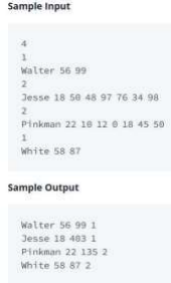 Sample Input
4
1
Walter 56 99
2
Jesse 18 50 48 97 76 34 98
2
Pinkman 22 10 12 0 18 45 50
1
White 58 87
Sample Output
Walter 56 99 1
Jesse 18 403 1
Pinkman 22 135 2
White 58 87 2